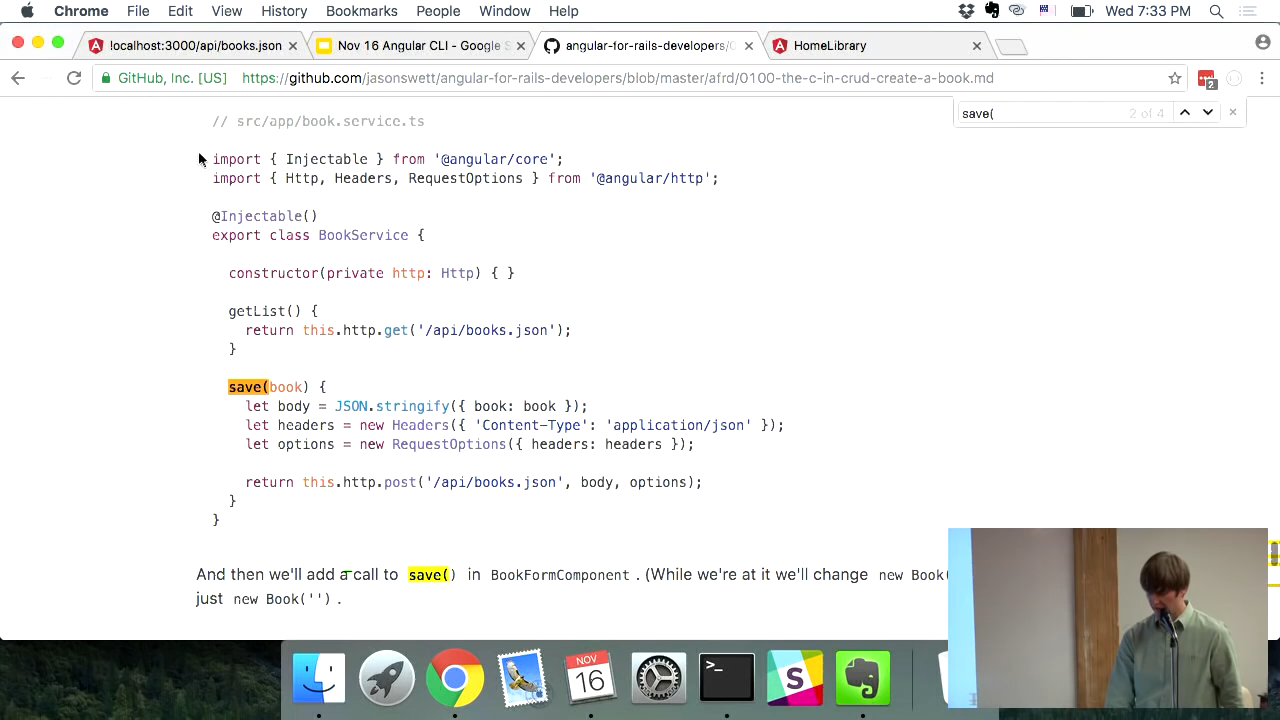 Chrome File Edit View History Bookmarks People Window Help Wed 7:33 PM
localhost:3000/api/books.json Nov 16 Angular CLI - Google S angular-for-rails-developers/0 HomeLibrary
GitHub, Inc. [US] https://github.com/jasonswett/angular-for-rails-developers/blob/master/afrd/0100-the-c-in-crud-create-a-book.md 2
save( 2 of 4
// src/app/book.service.ts
import { Injectable } from '@angular/core';
import { Http, Headers, RequestOptions } from '@angular/http';
@Injectable()
export class BookService {
constructor(private http: Http) { }
getList() {
return this.http.get('/api/books.json');
}
save(book) {
let body = JSON.stringify({ book: book });
let headers = new Headers({ 'Content-Type': 'application/json' });
let options = new RequestOptions({ headers: headers });
return this.http.post('/api/books.json', body, options);
}
}
And then we'll add a call to save() in BookFormComponent . (While we're at it we'll change new Book(
just new Book('') .
NOV
16
>_
S